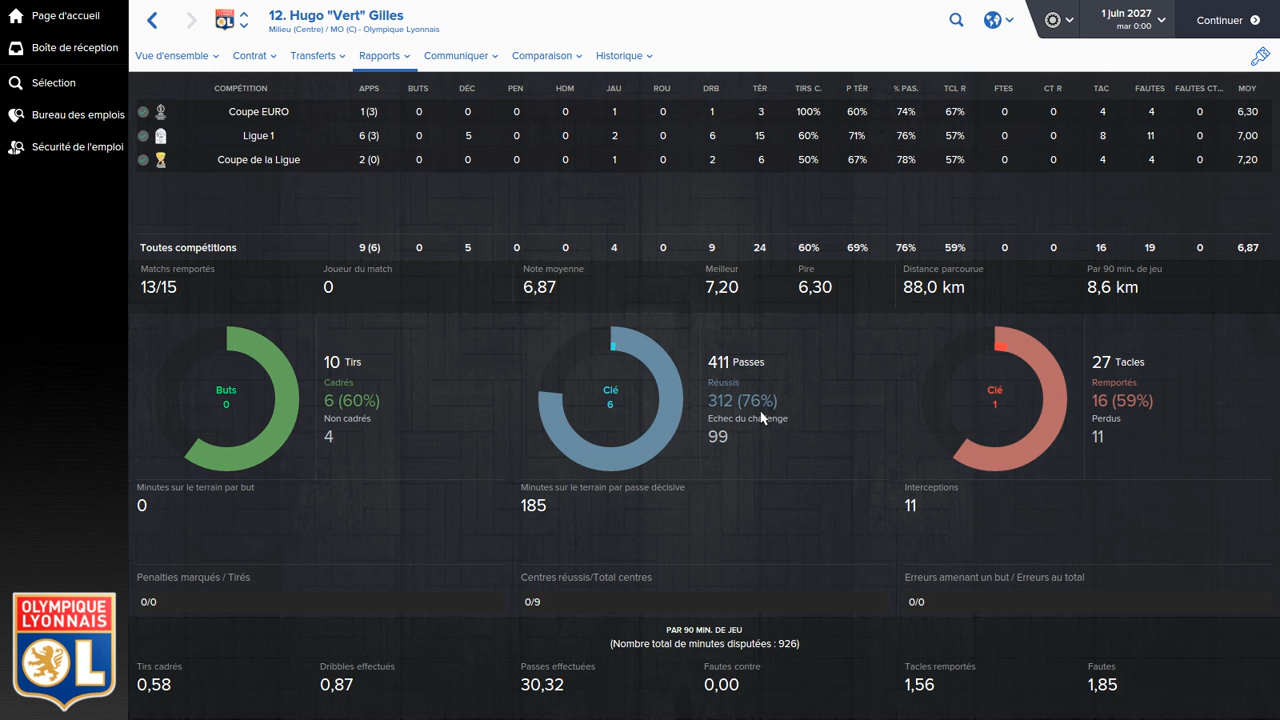 Page d'accueil
Boîte de réception
Sélection
Bureau des emplois
Sécurité de l'emploi
12. Hugo "Vert" Gilles
Milieu (Centre) / MO (C) - Olympique Lyonnais
1 juin 2027
mar 0:00
Continuer
Vue d'ensemble Contrat Transferts Rapports Communiquer Comparaison Historique
COMPÉTITION APPS BUTS DÉC PEN HDM JAU ROU DRB TÊR TIRS C. P TÊR % PAS. TCL R FTES CT R TAC FAUTES FAUTES CT... MOY
Coupe EURO 1 (3) 0 0 0 0 1 0 1 3 100% 60% 74% 67% 0 0 4 4 0 6,30
Ligue 1 6 (3) 0 5 0 0 2 0 6 15 60% 71% 76% 57% 0 0 8 11 0 7,00
Coupe de la Ligue 2 (0) 0 0 0 0 1 0 2 6 50% 67% 78% 57% 0 0 4 4 0 7,20
Toutes compétitions 9 (6) 0 5 0 0 4 0 9 24 60% 69% 76% 59% 0 0 16 19 0 6,87
Matchs remportés Joueur du match Note moyenne Meilleur Pire Distance parcourue Par 90 min. de jeu
13/15 0 6,87 7,20 6,30 88,0 km 8,6 km
Buts
0
10 Tirs
Cadrés
6 (60%)
Non cadrés
4
Clé
6
411 Passes
Réussis
312 (76%)
Echec du challenge
99
Clé
1
27 Tacles
Remportés
16 (59%)
Perdus
11
Minutes sur le terrain par but Minutes sur le terrain par passe décisive Interceptions
0 185 11
Penalties marqués / Tirés Centres réussis/Total centres Erreurs amenant un but / Erreurs au total
0/0 0/9 0/0
PAR 90 MIN. DE JEU
(Nombre total de minutes disputées : 926)
Tirs cadrés Dribbles effectués Passes effectuées Fautes contre Tacles remportés Fautes
0,58 0,87 30,32 0,00 1,56 1,85
OLYMPIQUE
LYONNAIS
OL